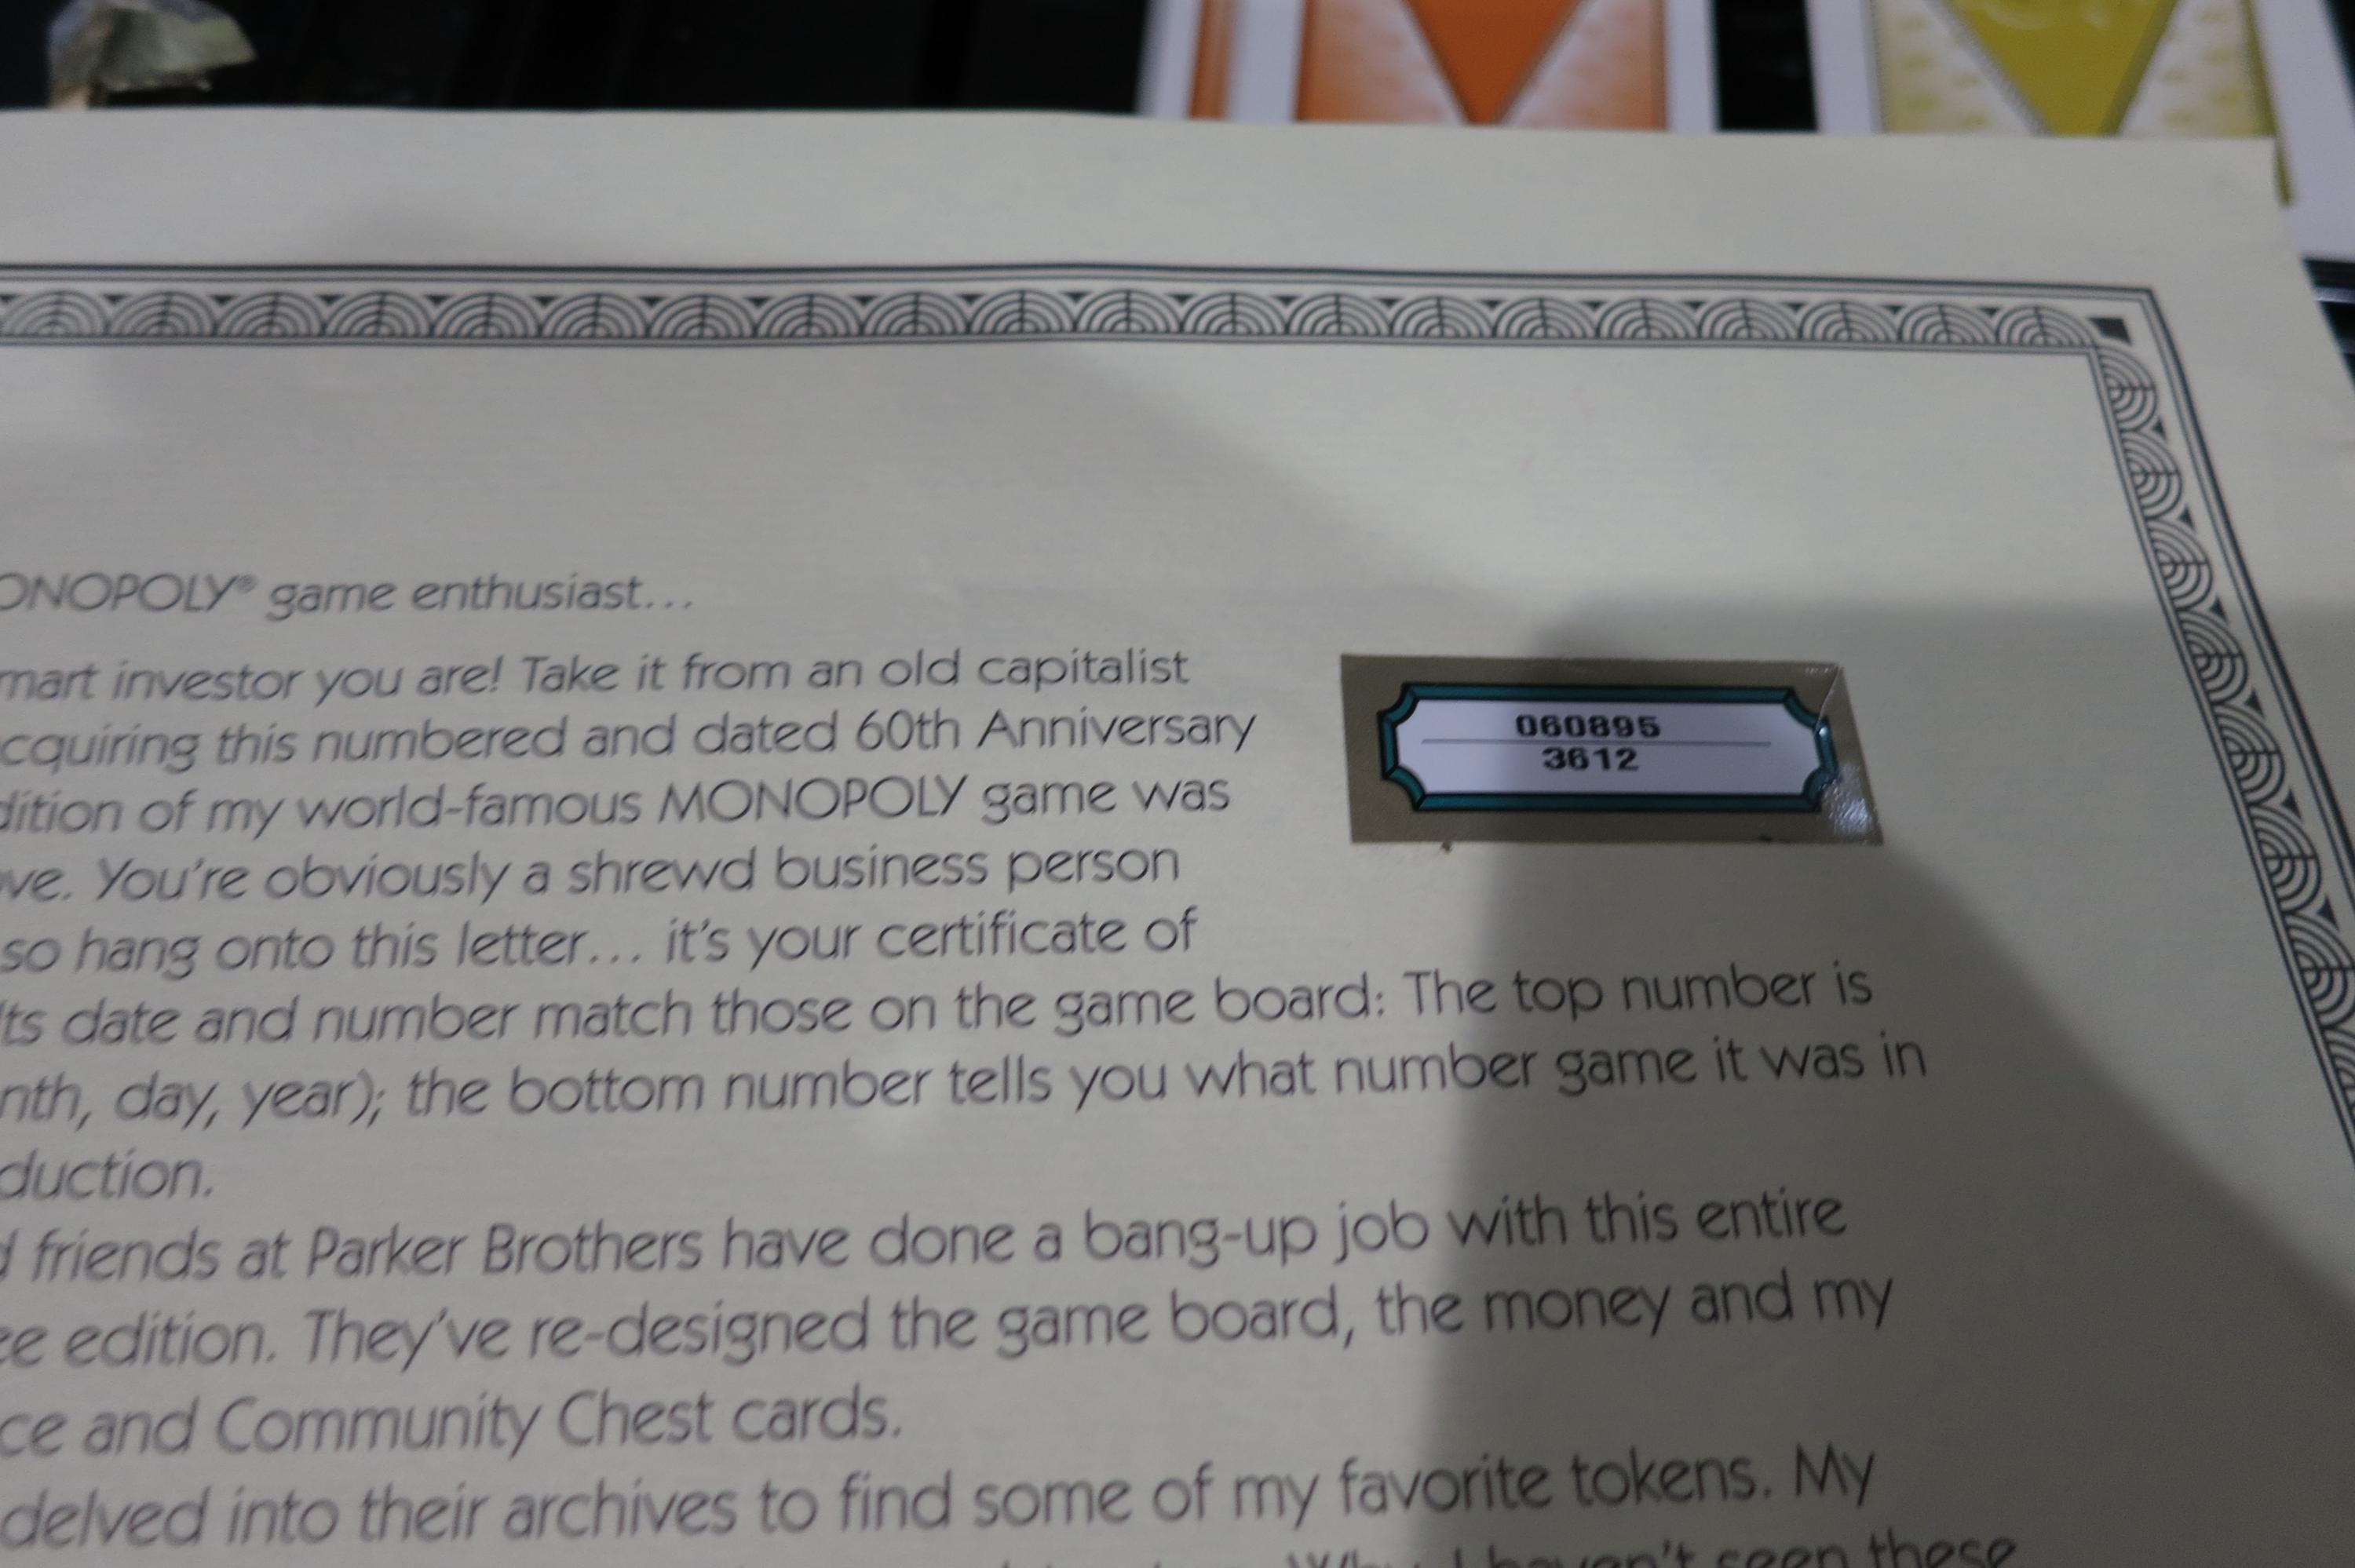 ONOPOLY® game enthusiast...
mart investor you are! Take it from an old capitalist
cquiring this numbered and dated 60th Anniversary
dition of my world-famous MONOPOLY game was
ve. You're obviously a shrewd business person
so hang onto this letter... it's your certificate of
Its date and number match those on the game board: The top number is
nth, day, year); the bottom number tells you what number game it was in
duction.
d friends at Parker Brothers have done a bang-up job with this entire
ee edition. They've re-designed the game board, the money and my
ce and Community Chest cards.
delved into their archives to find some of my favorite tokens. My
I haven't seen these
060895
3612